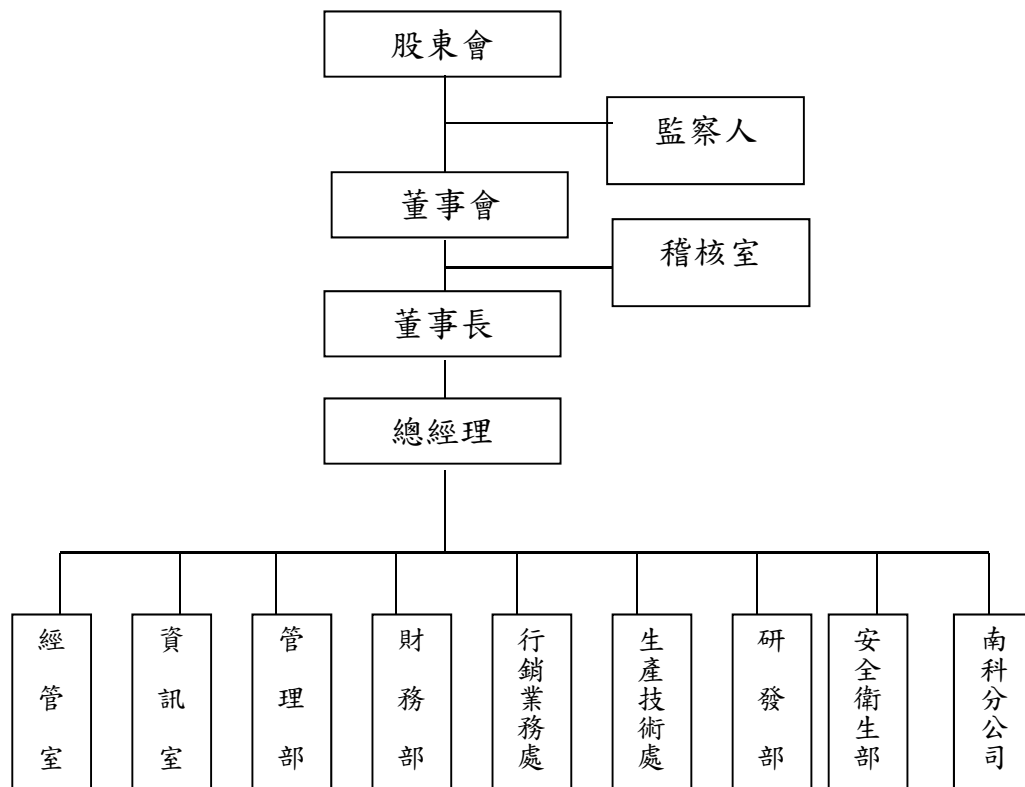 股東會
監察人
董事會
稽核室
董事長
總經理
經管室
資訊室
管理部
財務部
行銷業務處
生產技術處
研發部
安全衛生部
南科分公司